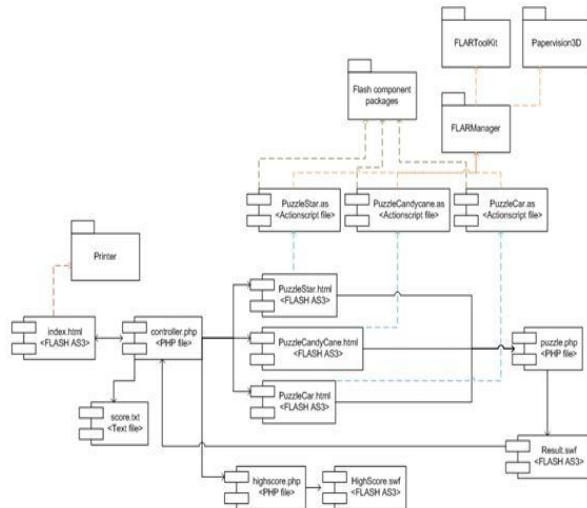 FLARToolKit
Papervision3D
Flash component
packages
FLARManager
PuzzleStar.as
<Actionscript file>
PuzzleCandycane.as
<Actionscript file>
PuzzleCar.as
<Actionscript file>
Printer
index.html
<FLASH AS3>
controller.php
<PHP file>
PuzzleStar.html
<FLASH AS3>
PuzzleCandyCane.html
<FLASH AS3>
PuzzleCar.html
<FLASH AS3>
puzzle.php
<PHP file>
score.txt
<Text file>
Result.swf
<FLASH AS3>
highscore.php
<PHP file>
HighScore.swf
<FLASH AS3>